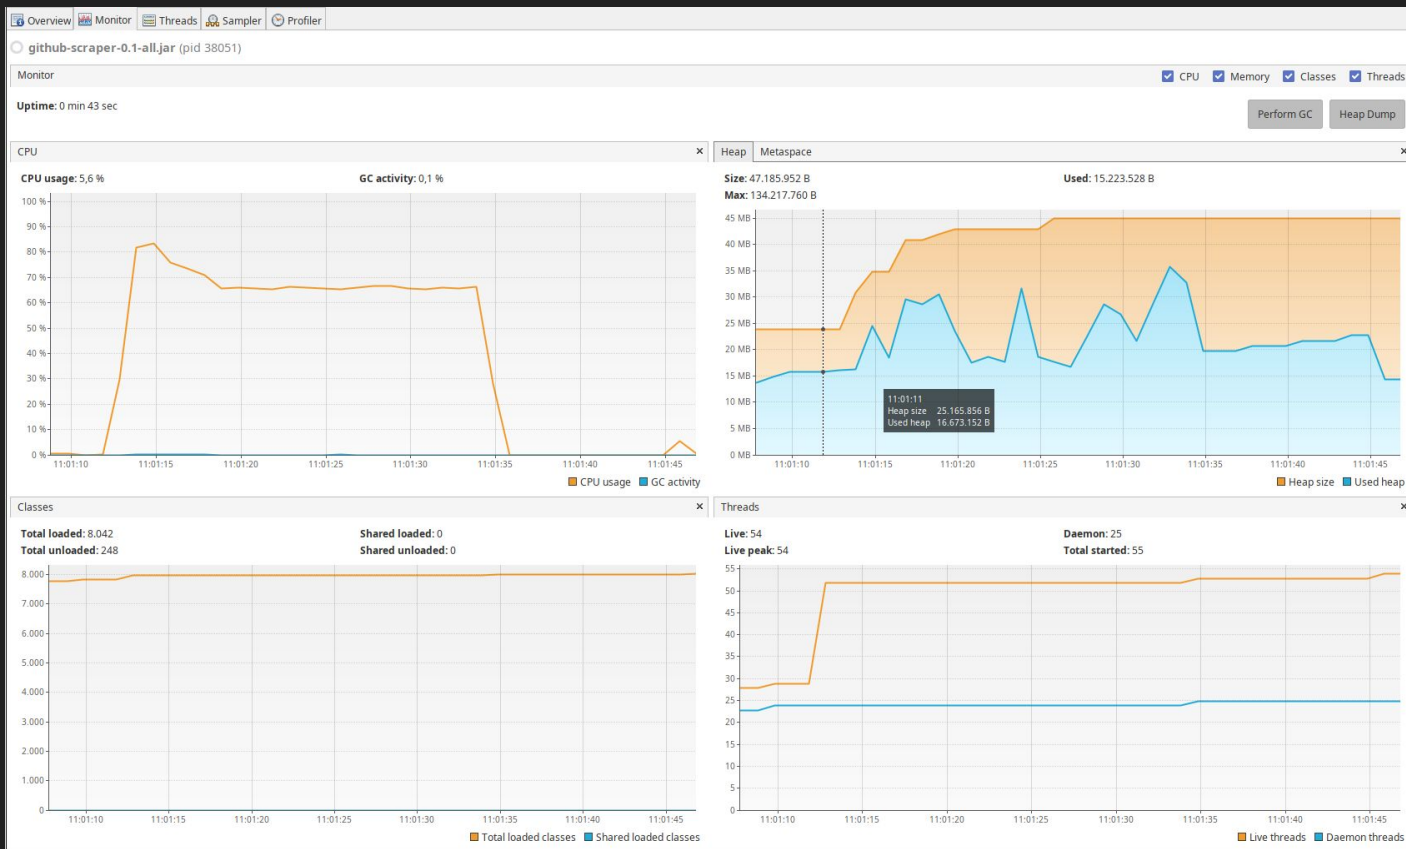 Overview Monitor Threads Sampler Profiler
github-scraper-0.1-all.jar (pid 38051)
Monitor CPU Memory Classes Threads
Uptime: 0 min 43 sec
Perform GC Heap Dump
CPU ×
CPU usage: 5,6 % GC activity: 0,1 %
100 %
90 %
80 %
70 %
60 %
50 %
40 %
30 %
20 %
10 %
0 %
11:01:10 11:01:15 11:01:20 11:01:25 11:01:30 11:01:35 11:01:40 11:01:45
CPU usage GC activity
Heap Metaspace ×
Size: 47.185.952 B Used: 15.223.528 B
Max: 134.217.760 B
45 MB
40 MB
35 MB
30 MB
25 MB
20 MB
15 MB
10 MB
5 MB
0 MB
11:01:11
Heap size 25.165.856 B
Used heap 16.673.152 B
11:01:10 11:01:15 11:01:20 11:01:25 11:01:30 11:01:35 11:01:40 11:01:45
Heap size Used heap
Classes ×
Total loaded: 8.042 Shared loaded: 0
Total unloaded: 248 Shared unloaded: 0
8.000
7.000
6.000
5.000
4.000
3.000
2.000
1.000
0
11:01:10 11:01:15 11:01:20 11:01:25 11:01:30 11:01:35 11:01:40 11:01:45
Total loaded classes Shared loaded classes
Threads ×
Live: 54 Daemon: 25
Live peak: 54 Total started: 55
55
50
45
40
35
30
25
20
15
10
5
0
11:01:10 11:01:15 11:01:20 11:01:25 11:01:30 11:01:35 11:01:40 11:01:45
Live threads Daemon threads